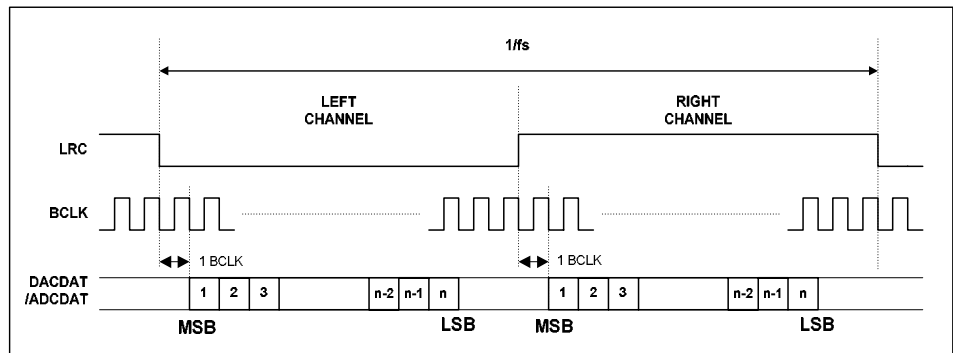 1/fs
LEFT
CHANNEL
RIGHT
CHANNEL
LRC
BCLK
1 BCLK
1 BCLK
DACDAT
/ADCDAT
1 2 3 n-2 n-1 n 1 2 3 n-2 n-1 n
MSB LSB MSB LSB